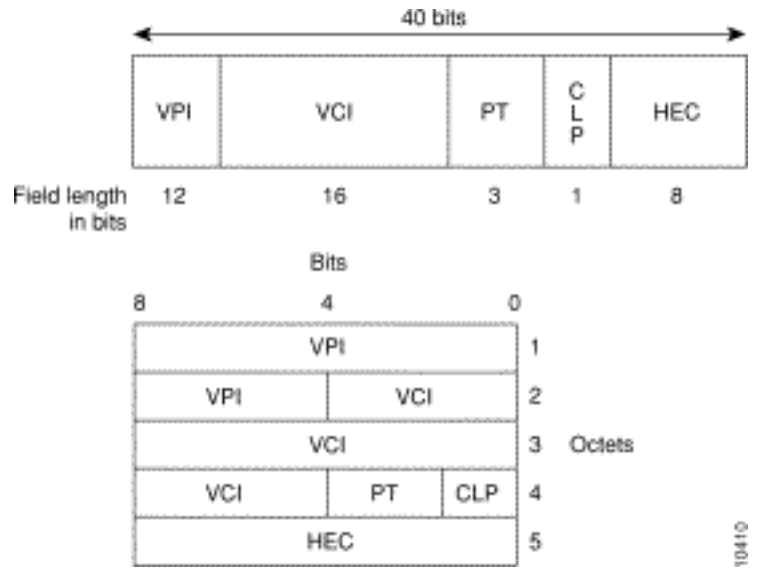 40 bits
VPI VCI PT CLP HEC
Field length in bits 12 16 3 1 8
Bits
8 4 0
VPI 1
VPI VCI 2
VCI 3 Octets
VCI PT CLP 4
HEC 5
10410